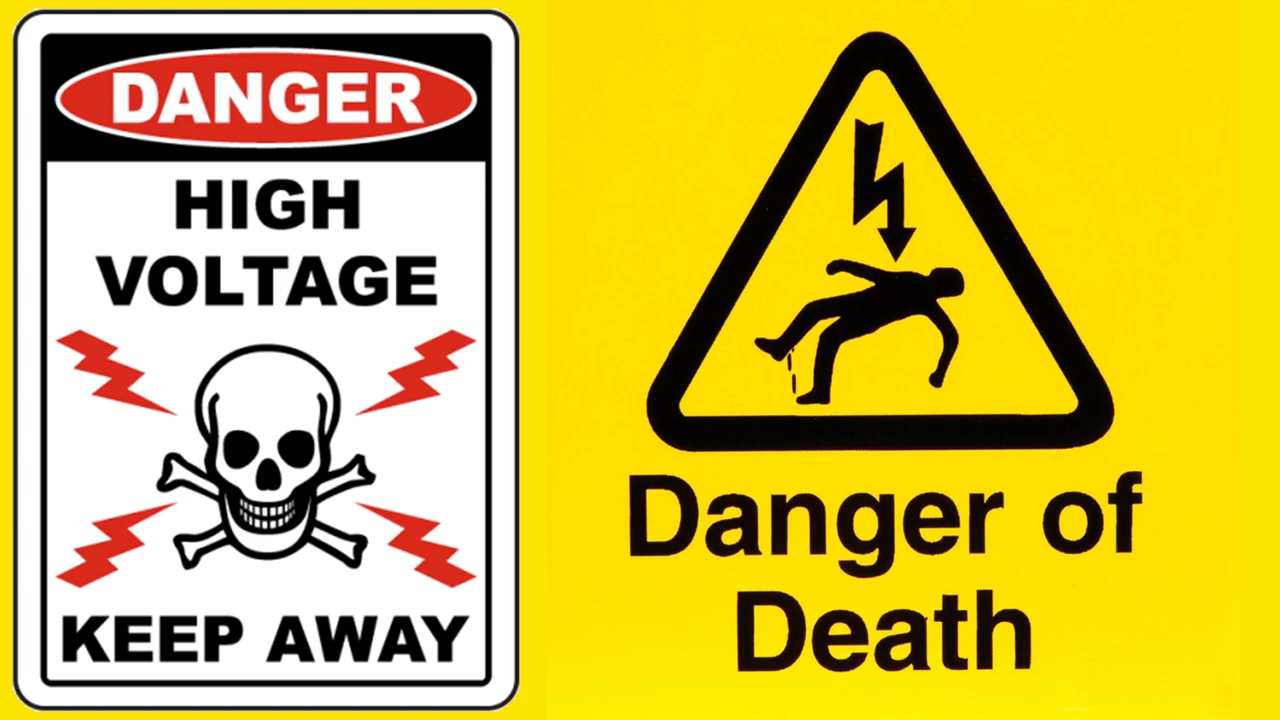 DANGER
HIGH
VOLTAGE
KEEP AWAY
Danger of
Death